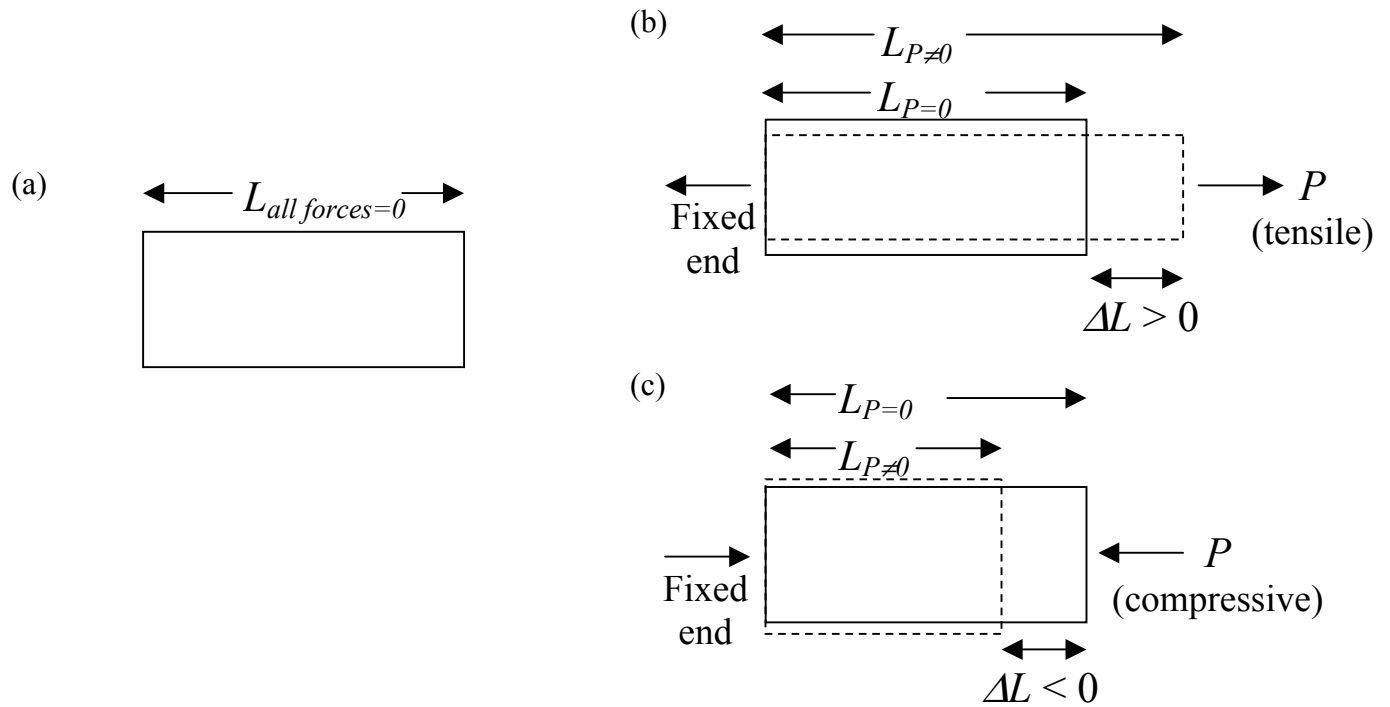 (a)
L_{all forces=0}
(b)
L_{P≠0}
L_{P=0}
Fixed
end
P
(tensile)
ΔL > 0
(c)
L_{P=0}
L_{P≠0}
Fixed
end
P
(compressive)
ΔL < 0